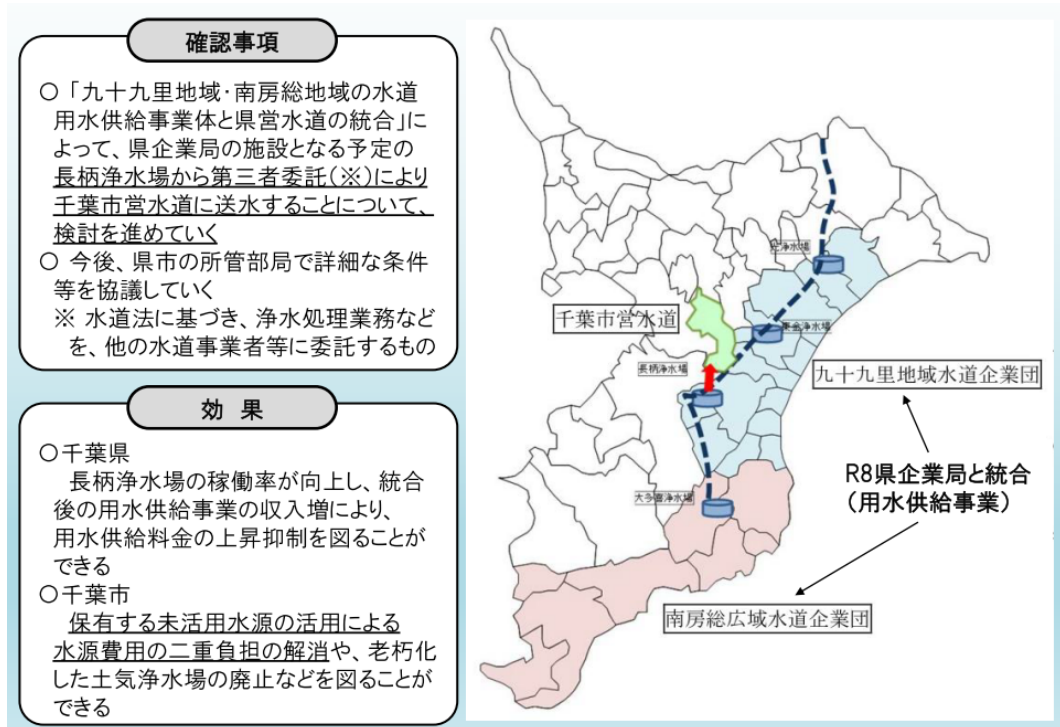 確認事項
○ 「九十九里地域・南房総地域の水道
用水供給事業体と県営水道の統合」に
よって、県企業局の施設となる予定の
長柄浄水場から第三者委託(※)により
千葉市営水道に送水することについて、
検討を進めていく
○ 今後、県市の所管部局で詳細な条件
等を協議していく
※ 水道法に基づき、浄水処理業務など
を、他の水道事業者等に委託するもの
効 果
○千葉県
長柄浄水場の稼働率が向上し、統合
後の用水供給事業の収入増により、
用水供給料金の上昇抑制を図ることが
できる
○千葉市
保有する未活用水源の活用による
水源費用の二重負担の解消や、老朽化
した土気浄水場の廃止などを図ることが
できる
浄水場
千葉市営水道
東金浄水場
長柄浄水場
九十九里地域水道企業団
R8県企業局と統合
(用水供給事業)
大多喜浄水場
南房総広域水道企業団